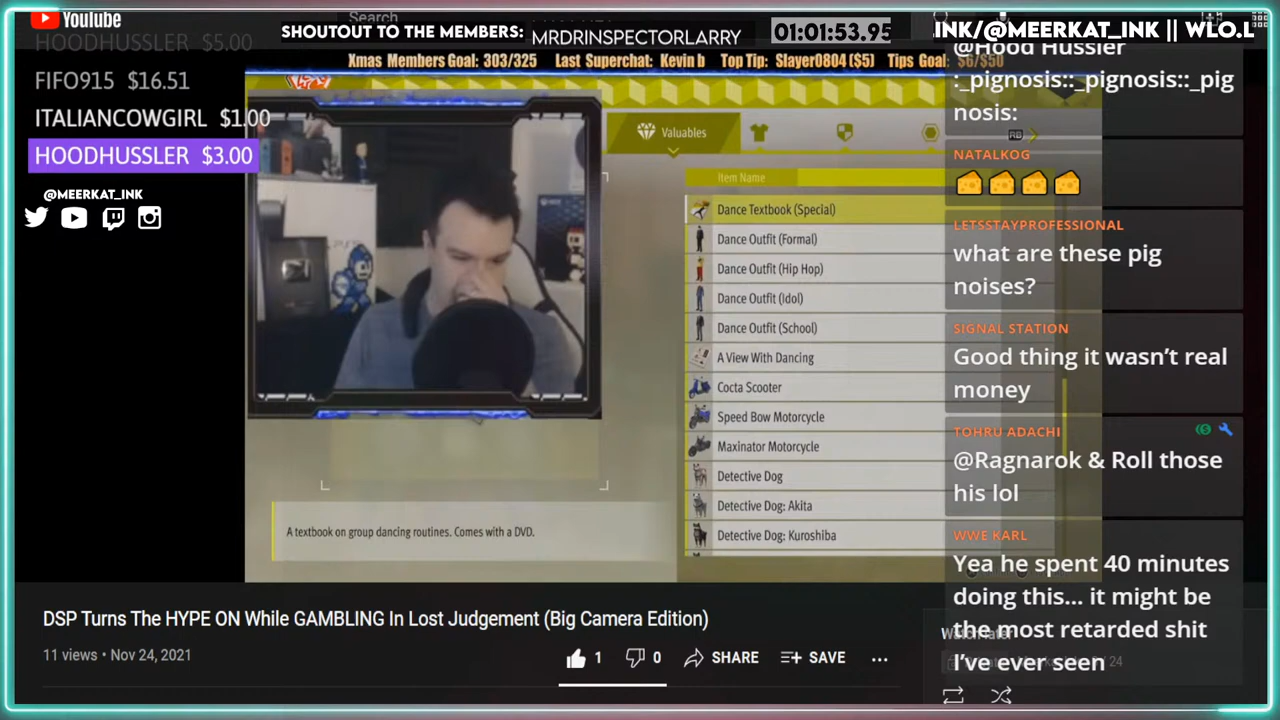 YouTube
Search
SHOUTOUT TO THE MEMBERS: MRDRINSPECTORLARRY
01:01:53.95
INK/@MEERKAT_INK || WLO.L
HOODHUSSLER $5.00
FIFO915 $16.51
ITALIANCOWGIRL $1.00
HOODHUSSLER $3.00
@MEERKAT_INK
Xmas Members Goal: 303/325 Last Superchat: Kevin b Top Tip: Slayer0804 ($5) Tips Goal: $6/$50
Valuables
RB
Item Name
Dance Textbook (Special)
Dance Outfit (Formal)
Dance Outfit (Hip Hop)
Dance Outfit (Idol)
Dance Outfit (School)
A View With Dancing
Cocta Scooter
Speed Bow Motorcycle
Maxinator Motorcycle
Detective Dog
Detective Dog: Akita
Detective Dog: Kuroshiba
A textbook on group dancing routines. Comes with a DVD.
@Hood Hussler
:_pignosis::_pignosis::_pig
nosis:
NATALKOG
LETSSTAYPROFESSIONAL
what are these pig
noises?
SIGNAL STATION
Good thing it wasn't real
money
TOHRU ADACHI
@Ragnarok & Roll those
his lol
WWE KARL
Yea he spent 40 minutes
doing this... it might be
the most retarded shit
I've ever seen
DSP Turns The HYPE ON While GAMBLING In Lost Judgement (Big Camera Edition)
11 views • Nov 24, 2021
1
0
SHARE
SAVE
Watch later